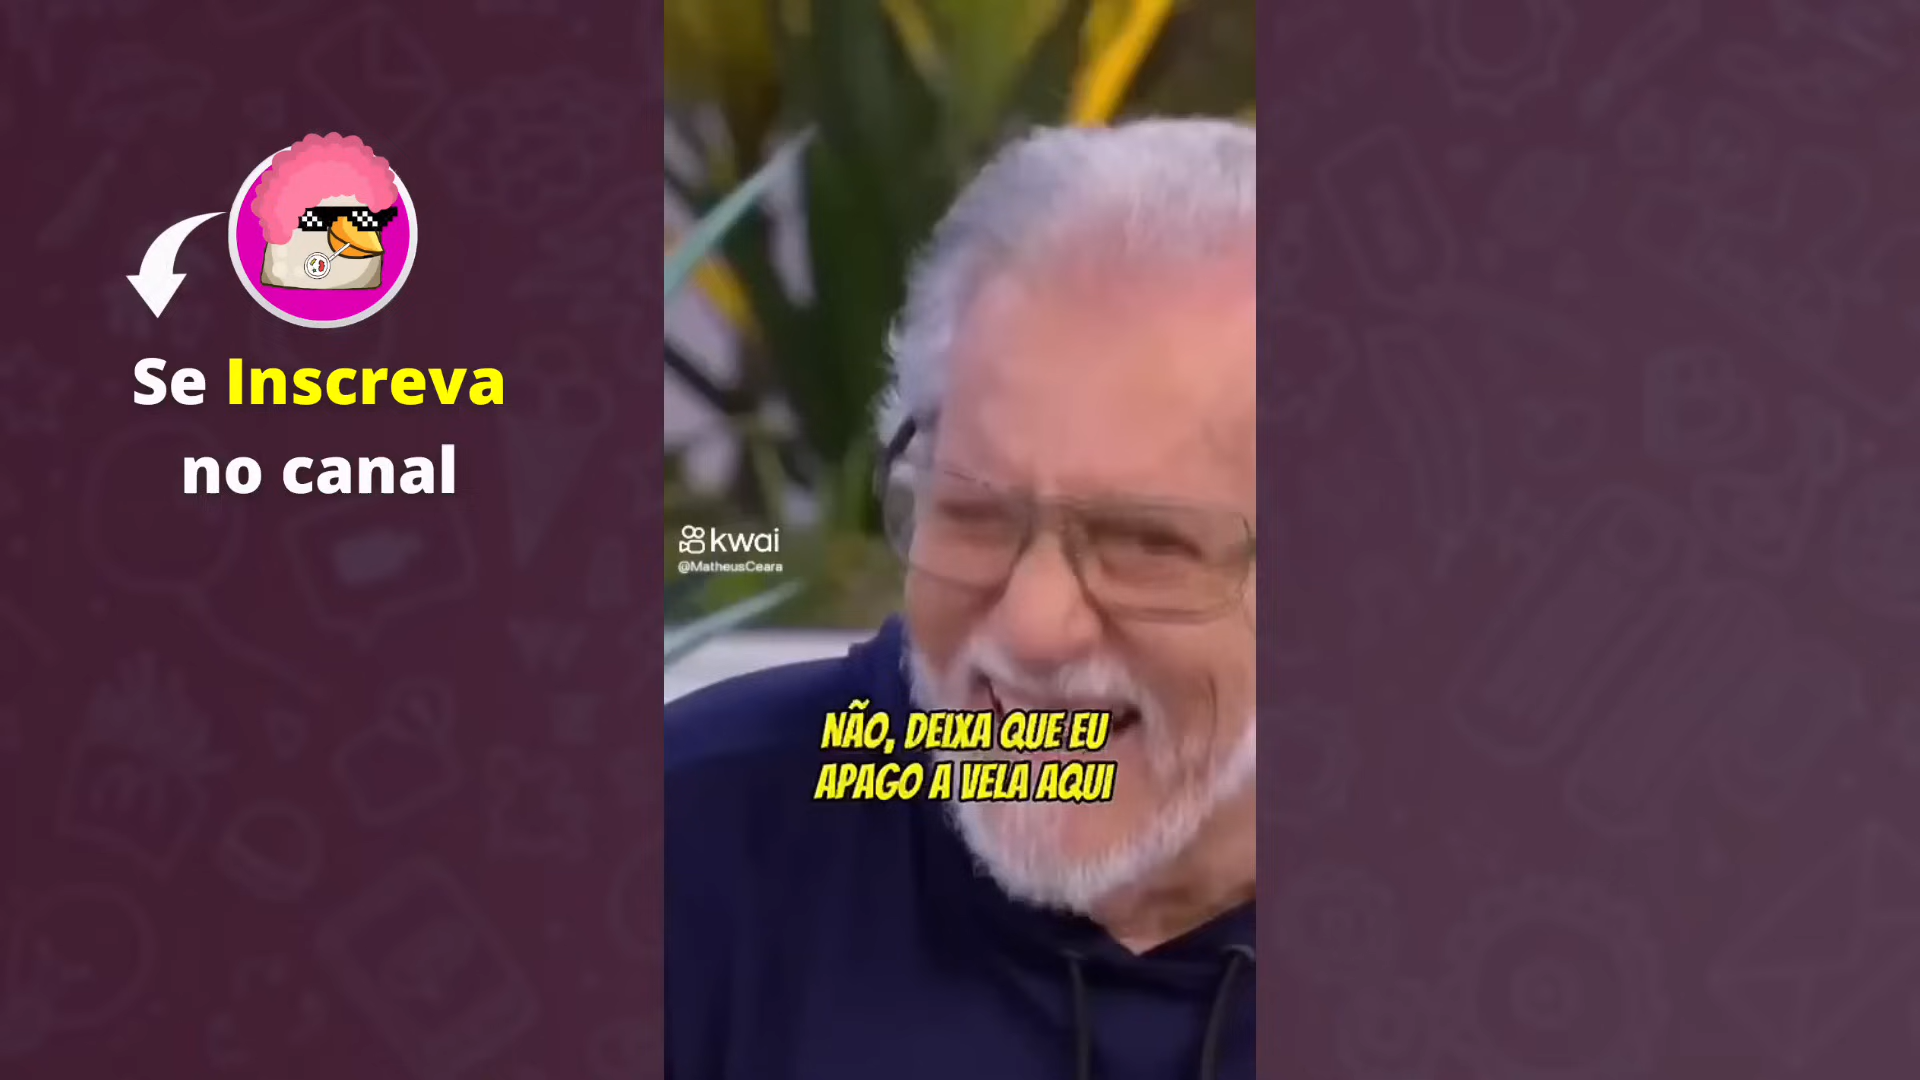 Se Inscreva
no canal
kwai
@MatheusCeara
NÃO, DEIXA QUE EU
APAGO A VELA AQUI